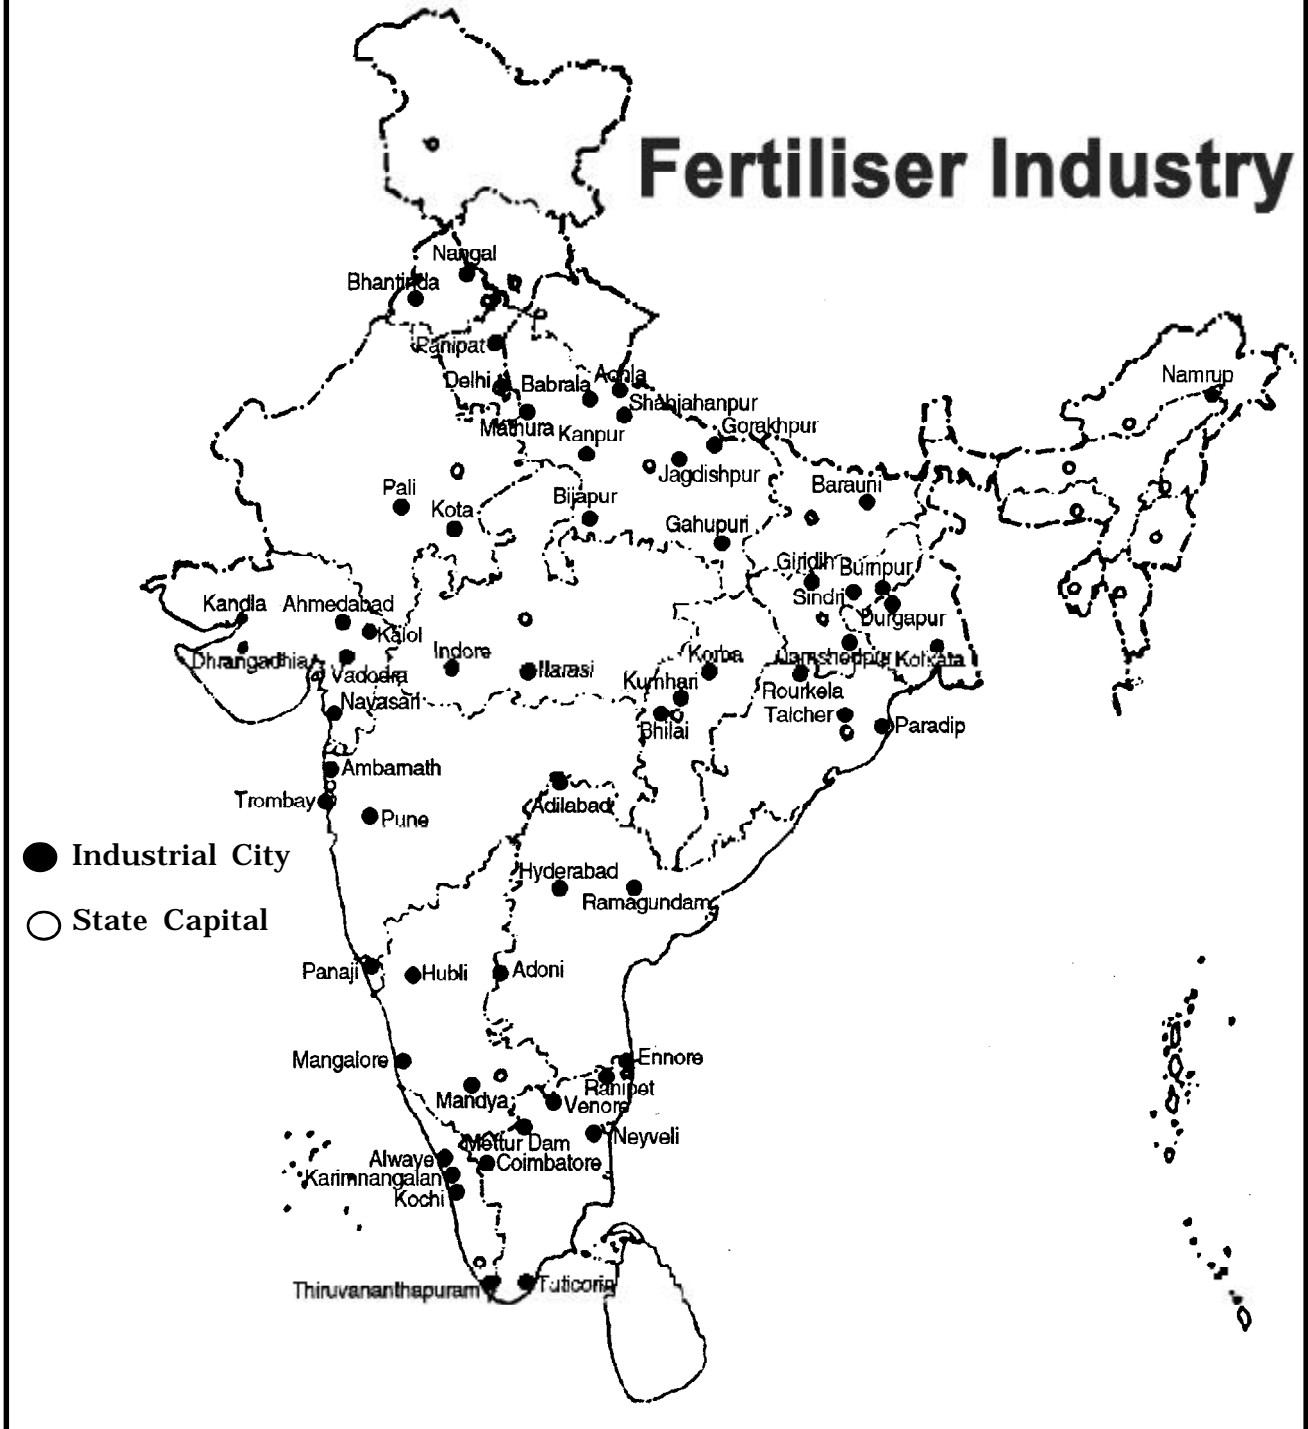 Fertiliser Industry
Nangal
Bhantinda
Panipat
Delhi
Babrala
Aonla
Shahjahanpur
Mathura
Kanpur
Gorakhpur
Jagdishpur
Namrup
Pali
Kota
Bijapur
Barauni
Gahupuri
Giridih
Burnpur
Sindri
Durgapur
Kandla
Ahmedabad
Kalol
Dhrangadhia
Vadodra
Indore
Korba
Jamshedpur
Kolkata
Kumhari
Rourkela
Navasari
Bhilai
Talcher
Paradip
Ambarnath
Trombay
Pune
Adilabad
Industrial City
Hyderabad
Ramagundam
State Capital
Panaji
Hubli
Adoni
Mangalore
Ennore
Ranipet
Mandya
Venore
Mettur Dam
Neyveli
Alwaye
Coimbatore
Karimnangalan
Kochi
Thiruvananthapuram
Tuticorin